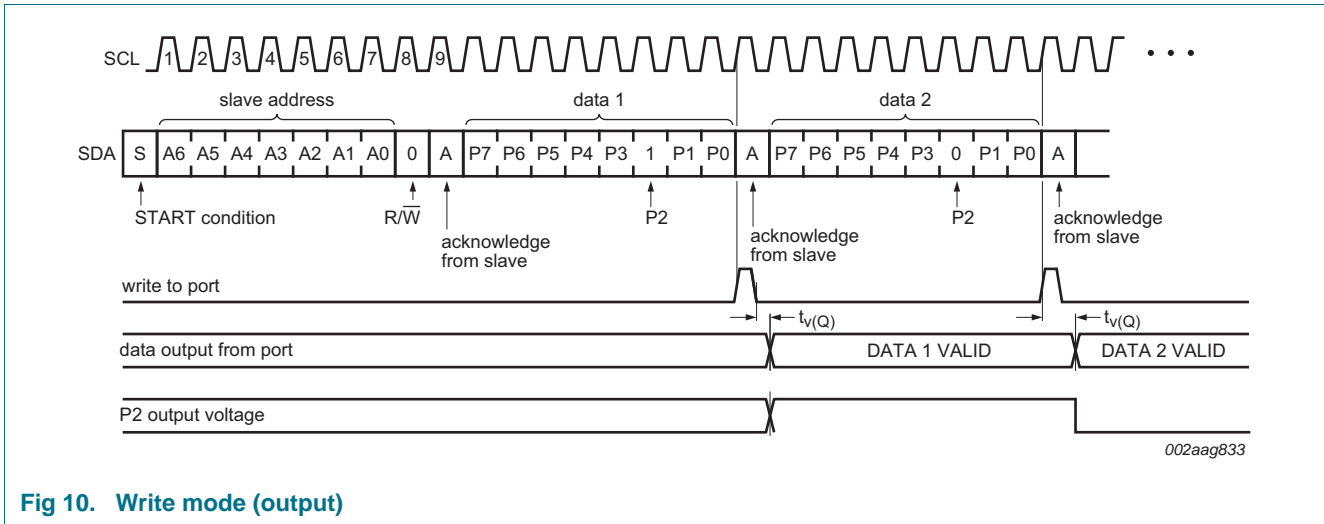 SCL 1 2 3 4 5 6 7 8 9
slave address data 1 data 2
SDA S A6 A5 A4 A3 A2 A1 A0 0 A P7 P6 P5 P4 P3 1 P1 P0 A P7 P6 P5 P4 P3 0 P1 P0 A
START condition R/W̅ P2 P2
acknowledge
from slave
acknowledge
from slave
acknowledge
from slave
write to port
tv(Q) tv(Q)
data output from port DATA 1 VALID DATA 2 VALID
P2 output voltage
002aag833
Fig 10. Write mode (output)